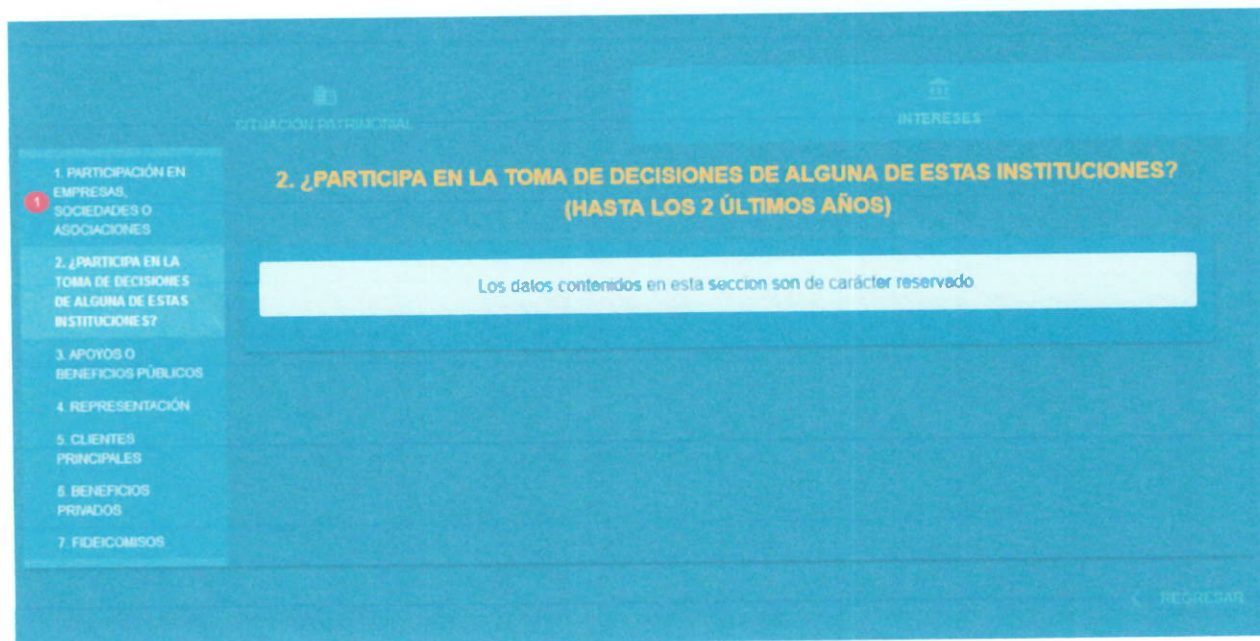 SITUACIÓN PATRIMONIAL
INTERESES
1. PARTICIPACIÓN EN
EMPRESAS,
SOCIEDADES O
ASOCIACIONES
1
2. ¿PARTICIPA EN LA
TOMA DE DECISIONES
DE ALGUNA DE ESTAS
INSTITUCIONES?
3. APOYOS O
BENEFICIOS PÚBLICOS
4. REPRESENTACIÓN
5. CLIENTES
PRINCIPALES
6. BENEFICIOS
PRIVADOS
7. FIDEICOMISOS
2. ¿PARTICIPA EN LA TOMA DE DECISIONES DE ALGUNA DE ESTAS INSTITUCIONES?
(HASTA LOS 2 ÚLTIMOS AÑOS)
Los datos contenidos en esta seccion son de carácter reservado
REGRESAR